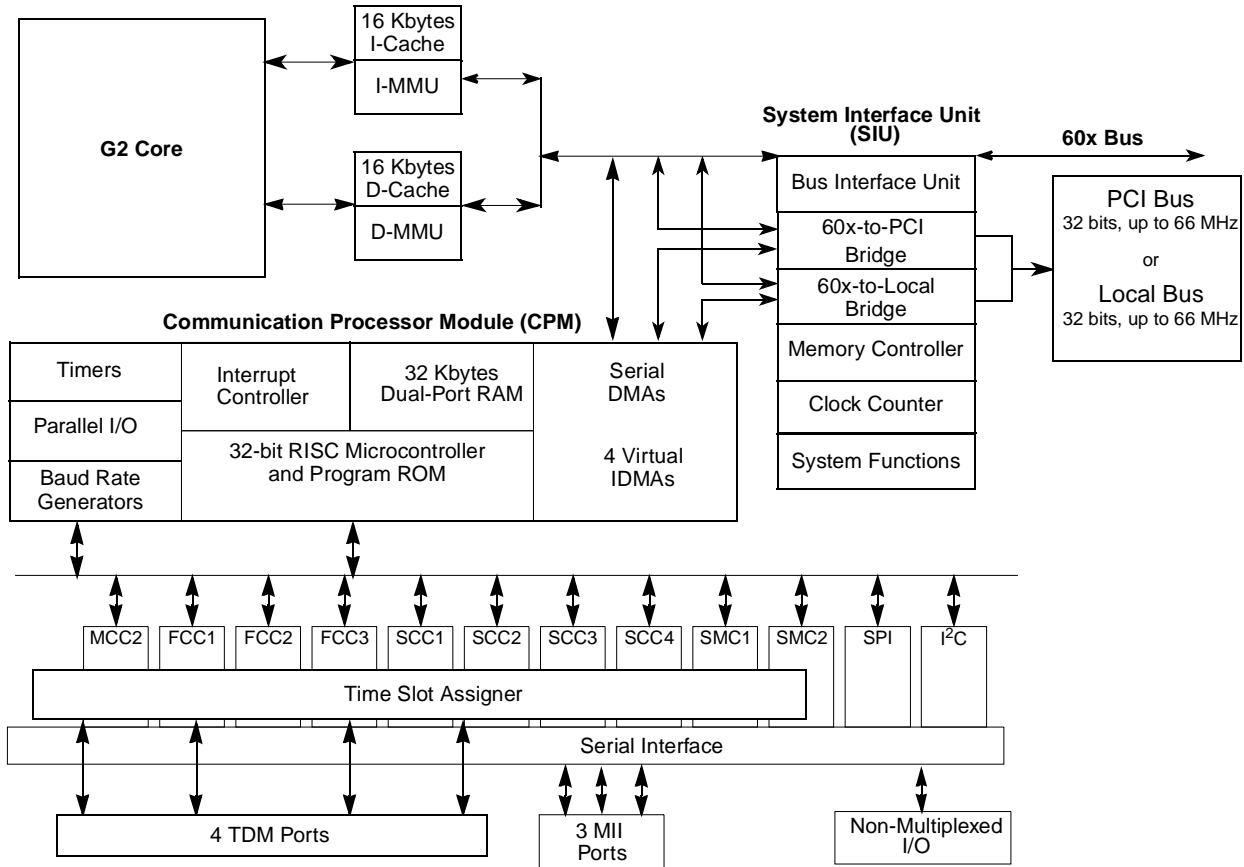 16 Kbytes
I-Cache
I-MMU
G2 Core
16 Kbytes
D-Cache
D-MMU
System Interface Unit
(SIU)
60x Bus
Bus Interface Unit
60x-to-PCI
Bridge
60x-to-Local
Bridge
Memory Controller
Clock Counter
System Functions
PCI Bus
32 bits, up to 66 MHz
or
Local Bus
32 bits, up to 66 MHz
Communication Processor Module (CPM)
Timers
Parallel I/O
Baud Rate
Generators
Interrupt
Controller
32 Kbytes
Dual-Port RAM
32-bit RISC Microcontroller
and Program ROM
Serial
DMAs
4 Virtual
IDMAs
MCC2
FCC1
FCC2
FCC3
SCC1
SCC2
SCC3
SCC4
SMC1
SMC2
SPI
I²C
Time Slot Assigner
Serial Interface
4 TDM Ports
3 MII
Ports
Non-Multiplexed
I/O